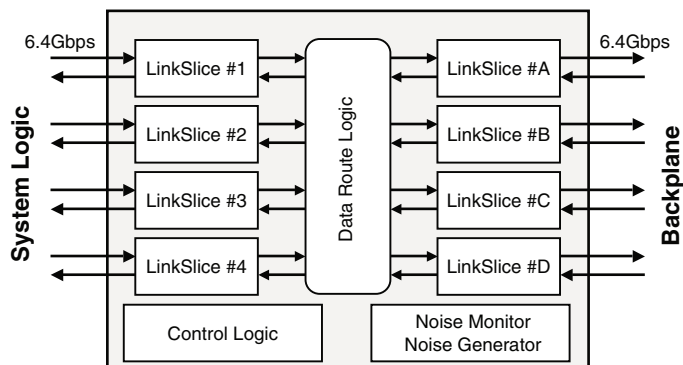 6.4Gbps
6.4Gbps
LinkSlice #1
LinkSlice #A
LinkSlice #2
LinkSlice #B
System Logic
Data Route Logic
Backplane
LinkSlice #3
LinkSlice #C
LinkSlice #4
LinkSlice #D
Control Logic
Noise Monitor
Noise Generator